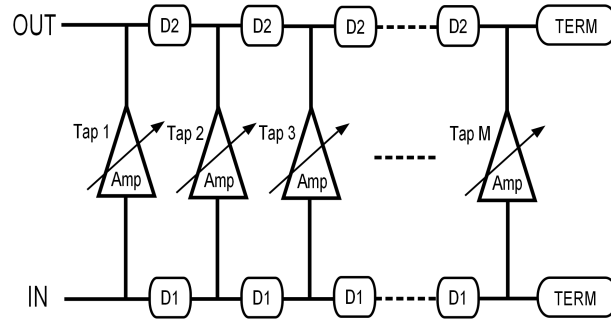 OUT D2 D2 D2 D2 TERM
Tap 1 Tap 2 Tap 3 Tap M
Amp Amp Amp Amp
IN D1 D1 D1 D1 TERM